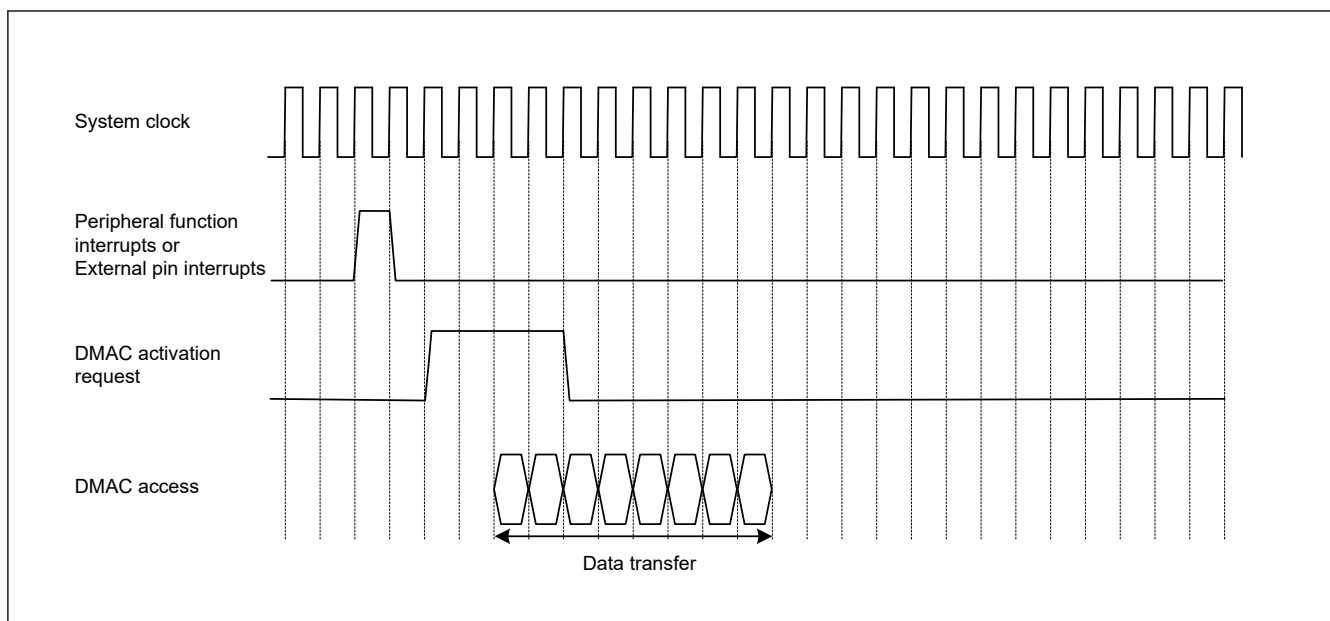 System clock
Peripheral function
interrupts or
External pin interrupts
DMAC activation
request
DMAC access
Data transfer